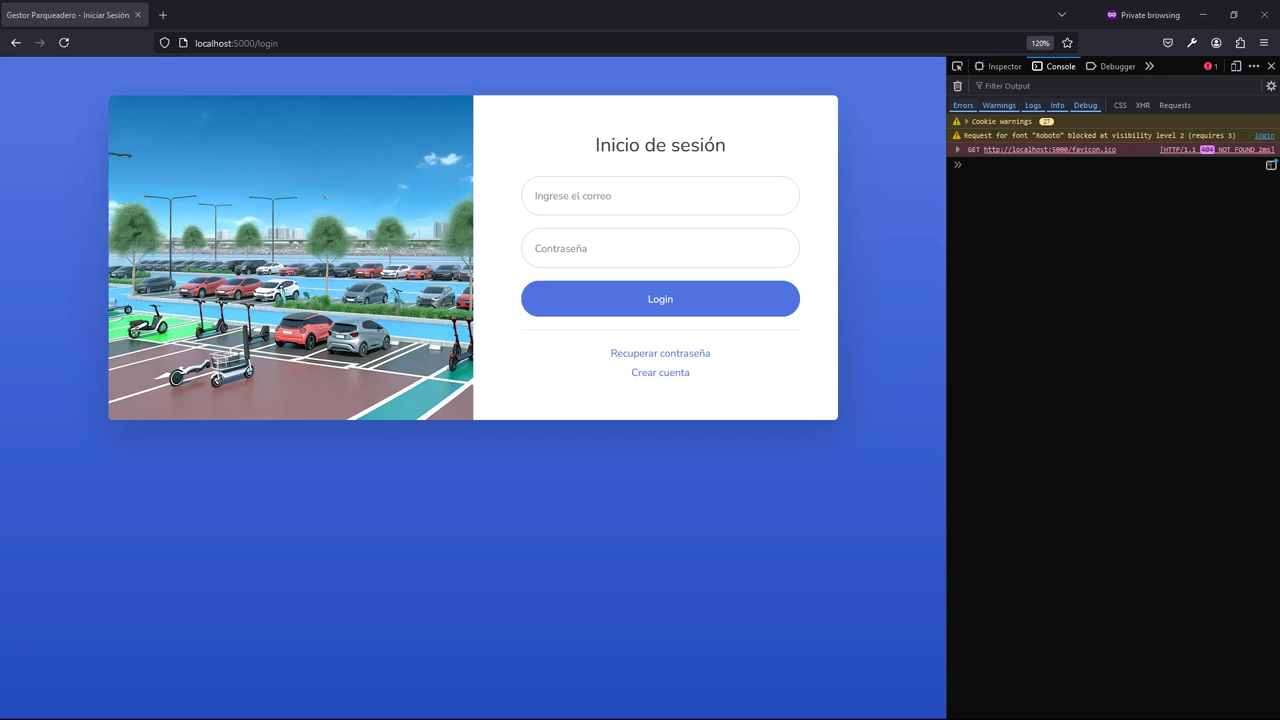 Gestor Parqueadero - Iniciar Sesión
Private browsing
localhost:5000/login
120%
Inspector
Console
Debugger
1
Filter Output
Errors
Warnings
Logs
Info
Debug
CSS
XHR
Requests
Cookie warnings 27
Request for font "Roboto" blocked at visibility level 2 (requires 3) login
GET http://localhost:5000/favicon.ico [HTTP/1.1 404 NOT FOUND 2ms]
Inicio de sesión
Ingrese el correo
Contraseña
Login
Recuperar contraseña
Crear cuenta